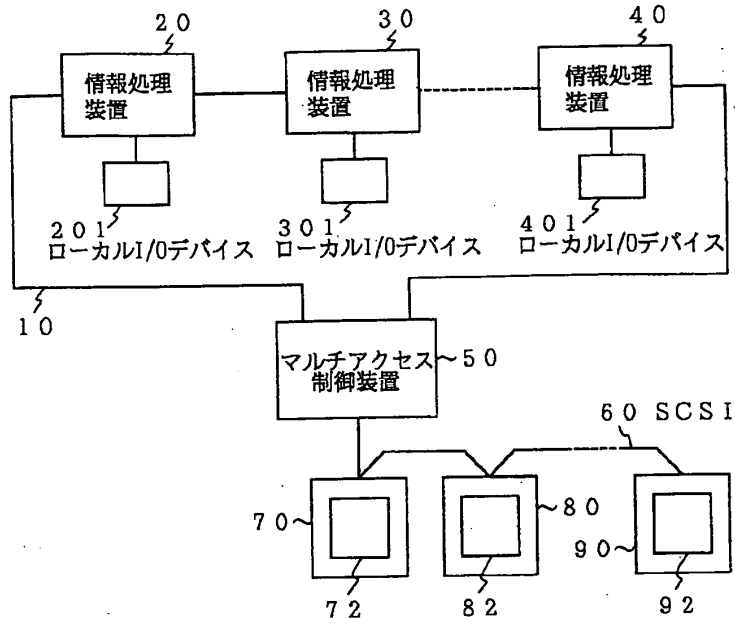 20
30
40
情報処理
装置
情報処理
装置
情報処理
装置
201
ローカルI/Oデバイス
301
ローカルI/Oデバイス
401
ローカルI/Oデバイス
10
マルチアクセス
制御装置
50
60 SCSI
70
80
90
72
82
92